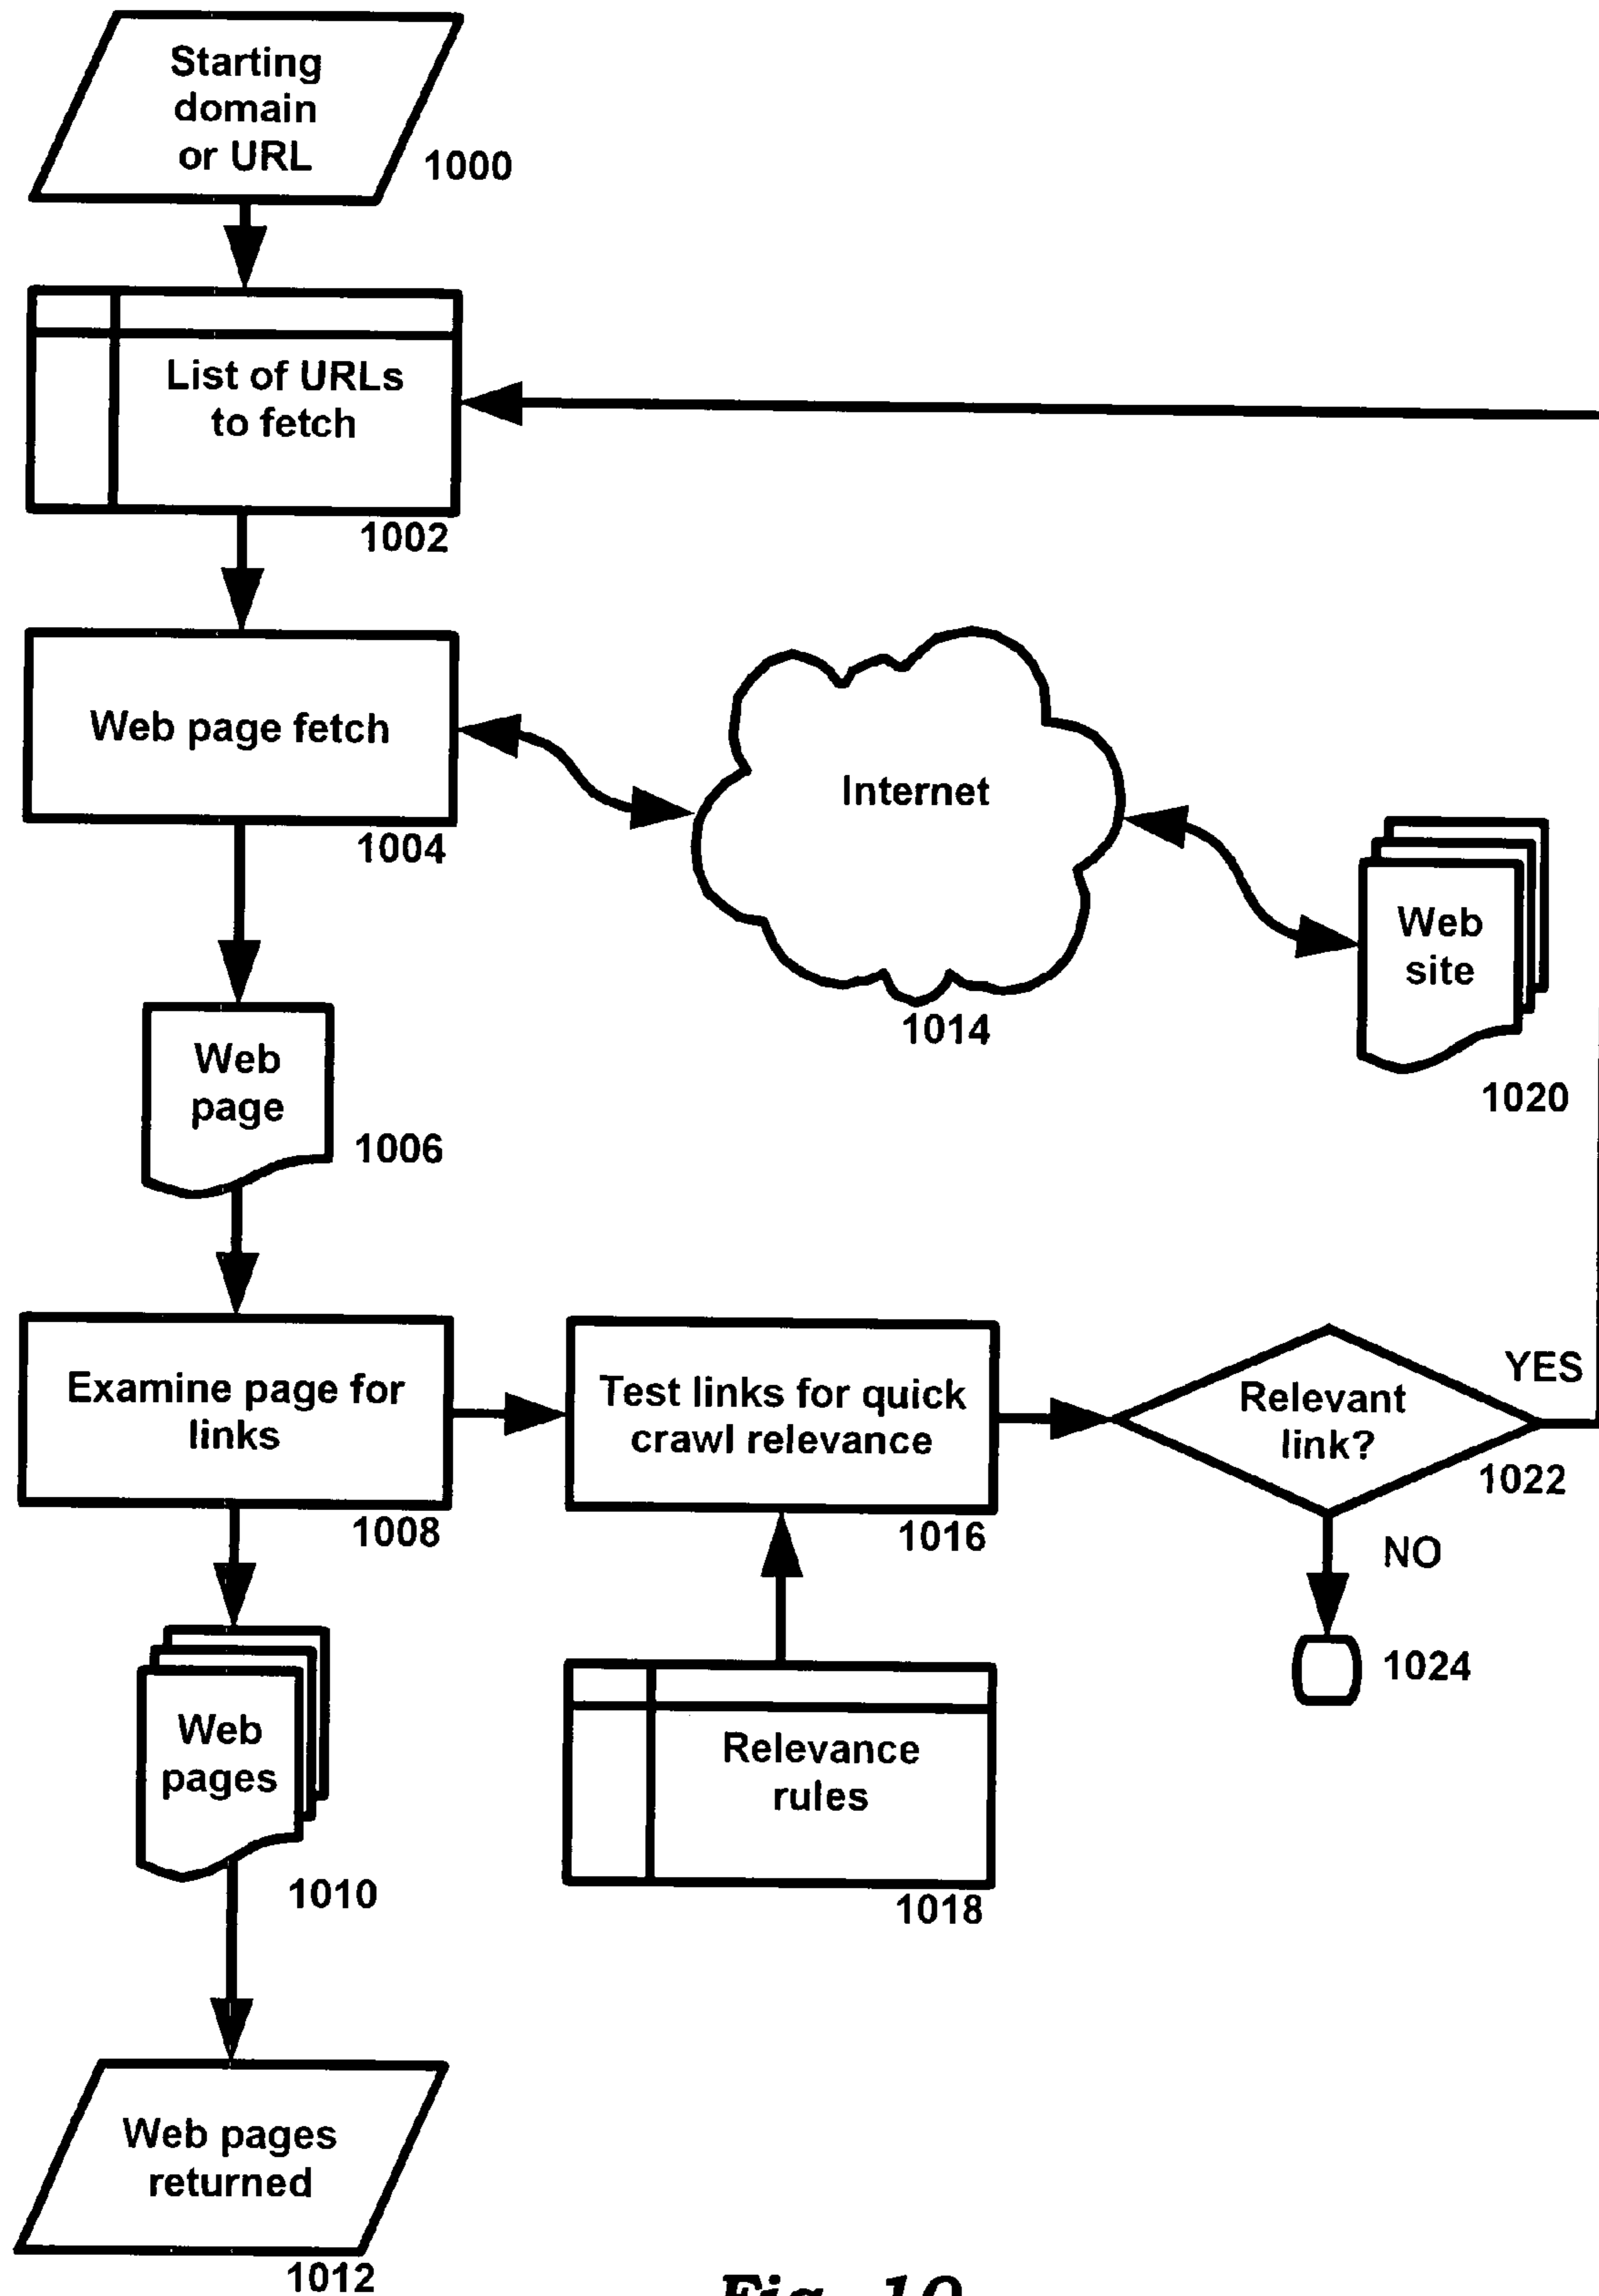 Starting
domain
or URL
1000
List of URLs
to fetch
1002
Web page fetch
1004
Internet
1014
Web
site
1020
Web
page
1006
Examine page for
links
1008
Test links for quick
crawl relevance
1016
Relevant
link?
YES
1022
NO
1024
Web
pages
1010
Relevance
rules
1018
Web pages
returned
1012
Fig. 10